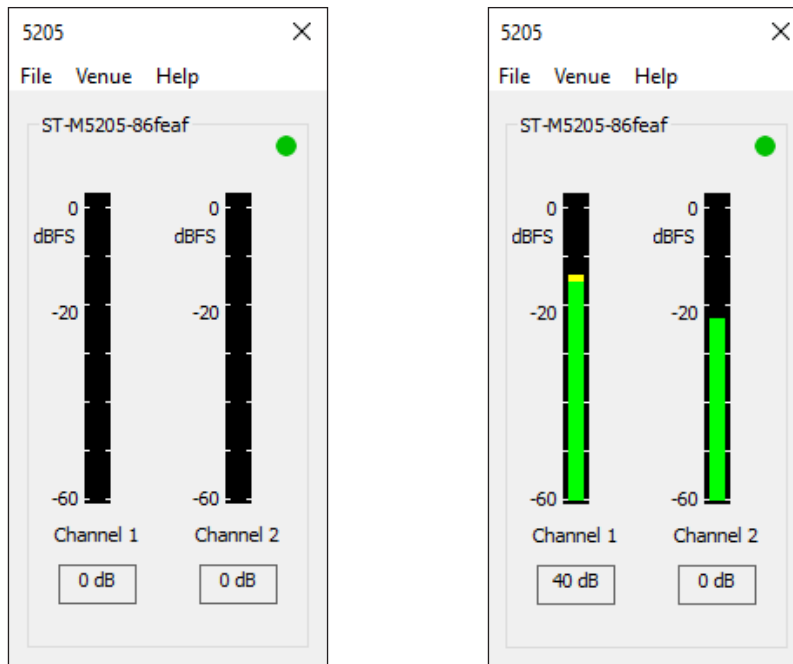 5205
File Venue Help
ST-M5205-86feaf
0 0
dBFS dBFS
-20 -20
-60 -60
Channel 1 Channel 2
0 dB 0 dB
5205
File Venue Help
ST-M5205-86feaf
0 0
dBFS dBFS
-20 -20
-60 -60
Channel 1 Channel 2
40 dB 0 dB